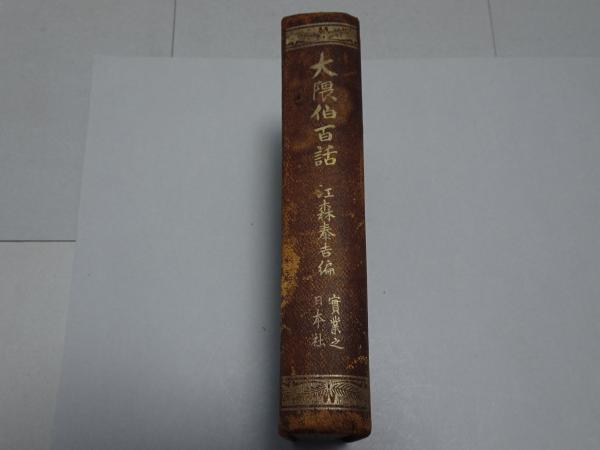 大隈伯百話
江森泰吉編
實業之
日本社